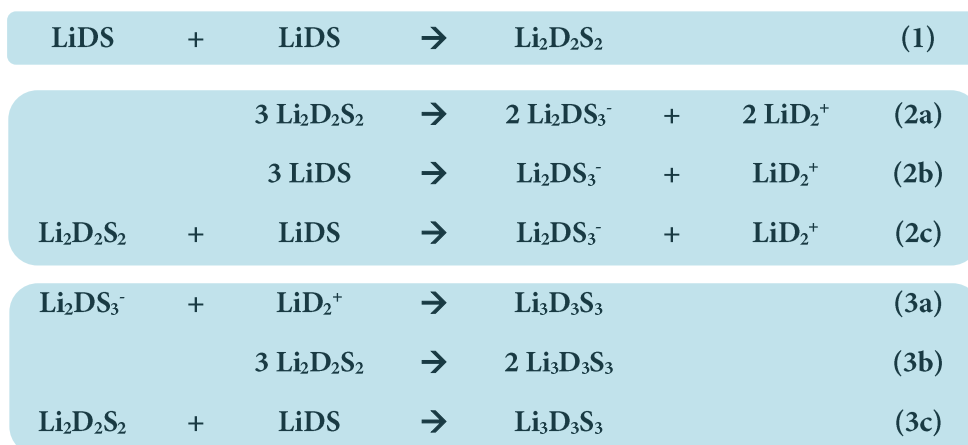 LiDS + LiDS → Li₂D₂S₂ (1)
3 Li₂D₂S₂ → 2 Li₂DS₃⁻ + 2 LiD₂⁺ (2a)
3 LiDS → Li₂DS₃⁻ + LiD₂⁺ (2b)
Li₂D₂S₂ + LiDS → Li₂DS₃⁻ + LiD₂⁺ (2c)
Li₂DS₃⁻ + LiD₂⁺ → Li₃D₃S₃ (3a)
3 Li₂D₂S₂ → 2 Li₃D₃S₃ (3b)
Li₂D₂S₂ + LiDS → Li₃D₃S₃ (3c)